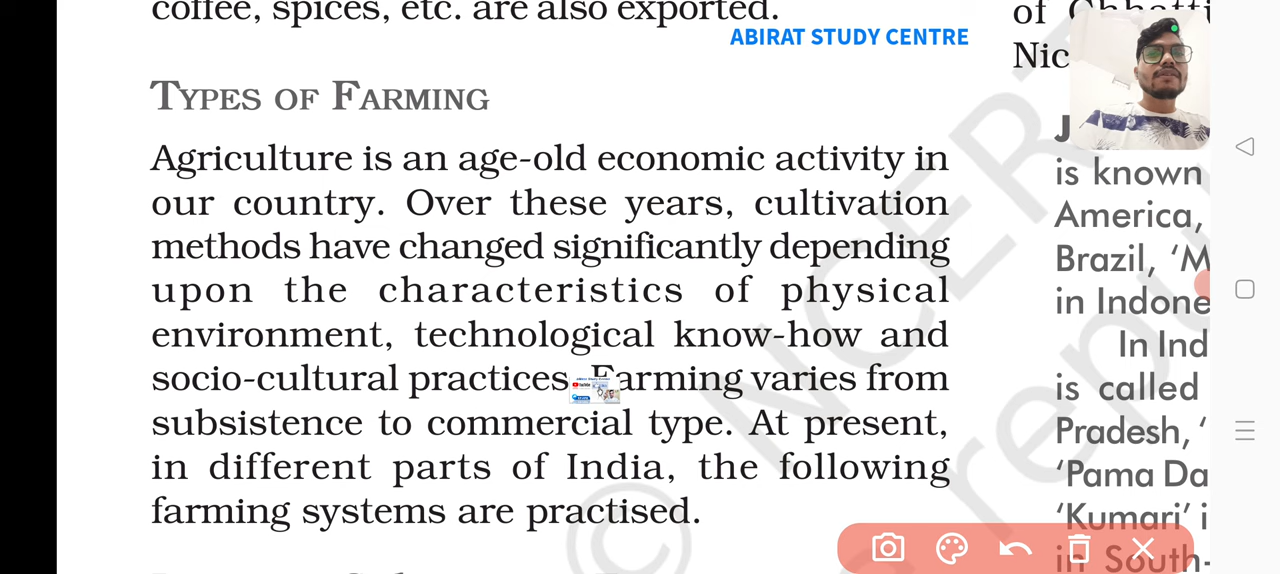 coffee, spices, etc. are also exported.
ABIRAT STUDY CENTRE
TYPES OF FARMING
Agriculture is an age-old economic activity in
our country. Over these years, cultivation
methods have changed significantly depending
upon the characteristics of physical
environment, technological know-how and
socio-cultural practices. Farming varies from
subsistence to commercial type. At present,
in different parts of India, the following
farming systems are practised.
of
Nic
J
is known
America,
Brazil, ‘M
in Indone
In Ind
is called
Pradesh, ‘
‘Pama Da
‘Kumari’ i
in South-
© NCERT